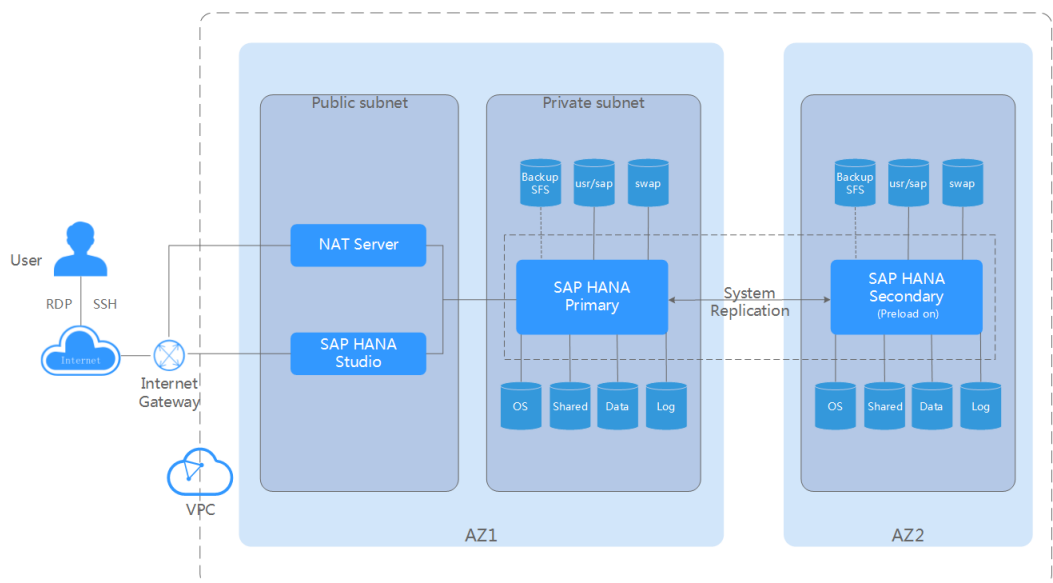 Public subnet
Private subnet
Backup
SFS
usr/sap
swap
Backup
SFS
usr/sap
swap
User
RDP
SSH
Internet
Internet
Gateway
VPC
NAT Server
SAP HANA
Studio
SAP HANA
Primary
System
Replication
SAP HANA
Secondary
(Preload on)
OS
Shared
Data
Log
OS
Shared
Data
Log
AZ1
AZ2